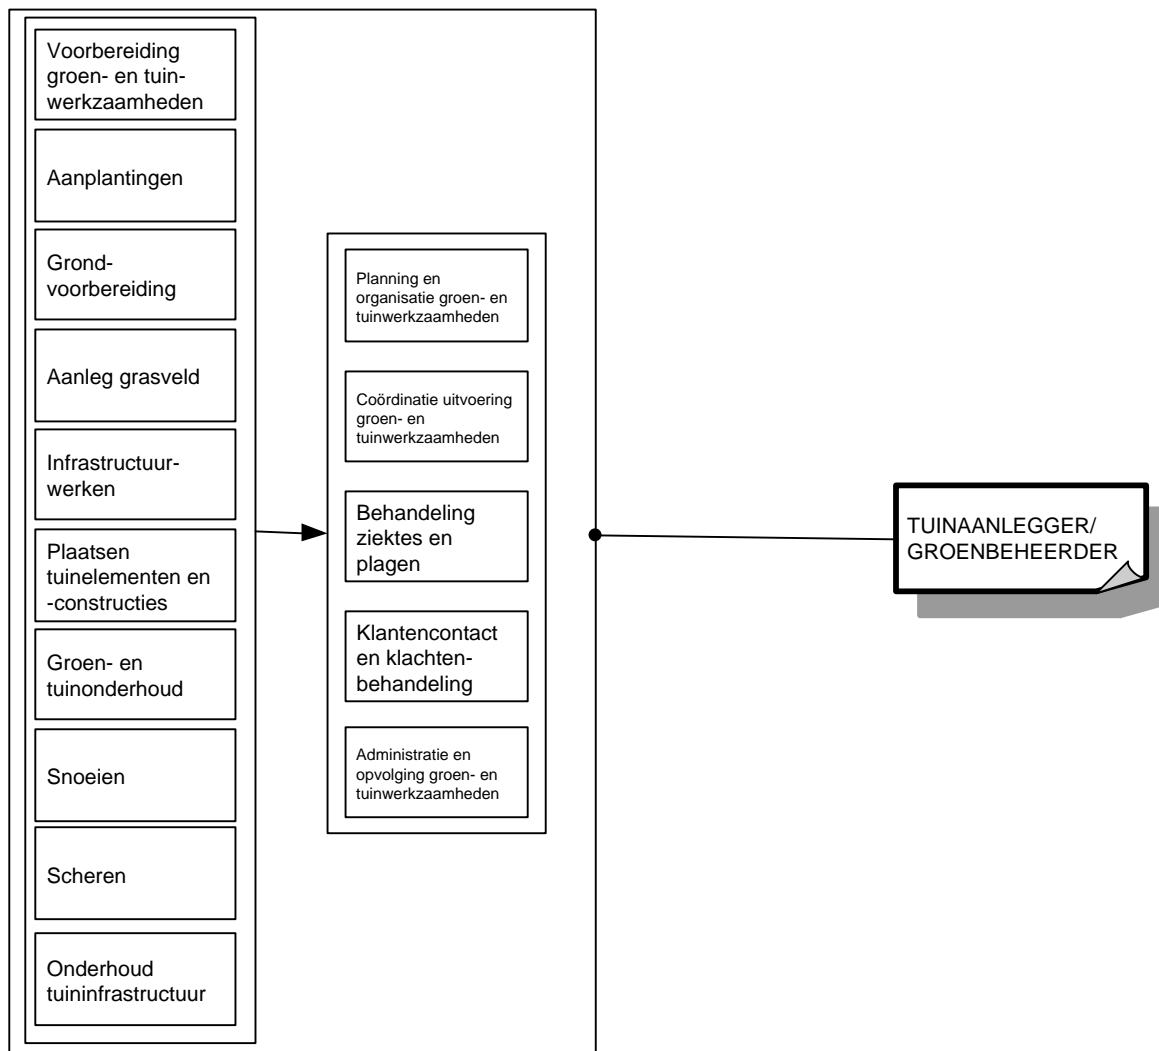 Voorbereiding
groen- en tuin-
werkzaamheden
Aanplantingen
Grond-
voorbereiding
Aanleg grasveld
Infrastructuur-
werken
Plaatsen
tuinelementen en
-constructies
Groen- en
tuinonderhoud
Snoeien
Scheren
Onderhoud
tuininfrastructuur
Planning en
organisatie groen- en
tuinwerkzaamheden
Coördinatie uitvoering
groen- en
tuinwerkzaamheden
Behandeling
ziektes en
plagen
Klantencontact
en klachten-
behandeling
Administratie en
opvolging groen- en
tuinwerkzaamheden
TUINAANLEGGER/
GROENBEHEERDER